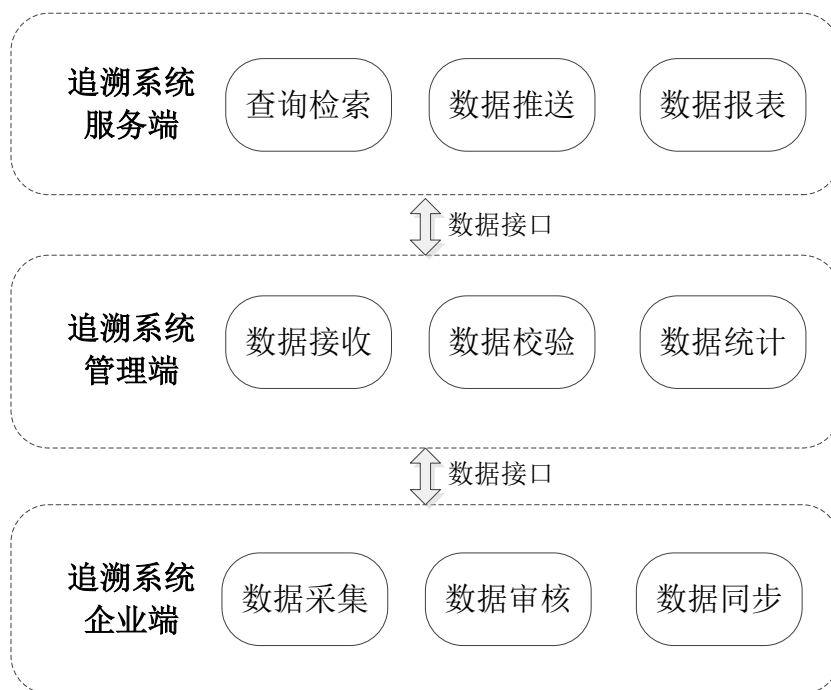 追溯系统
服务端
查询检索
数据推送
数据报表
数据接口
追溯系统
管理端
数据接收
数据校验
数据统计
数据接口
追溯系统
企业端
数据采集
数据审核
数据同步